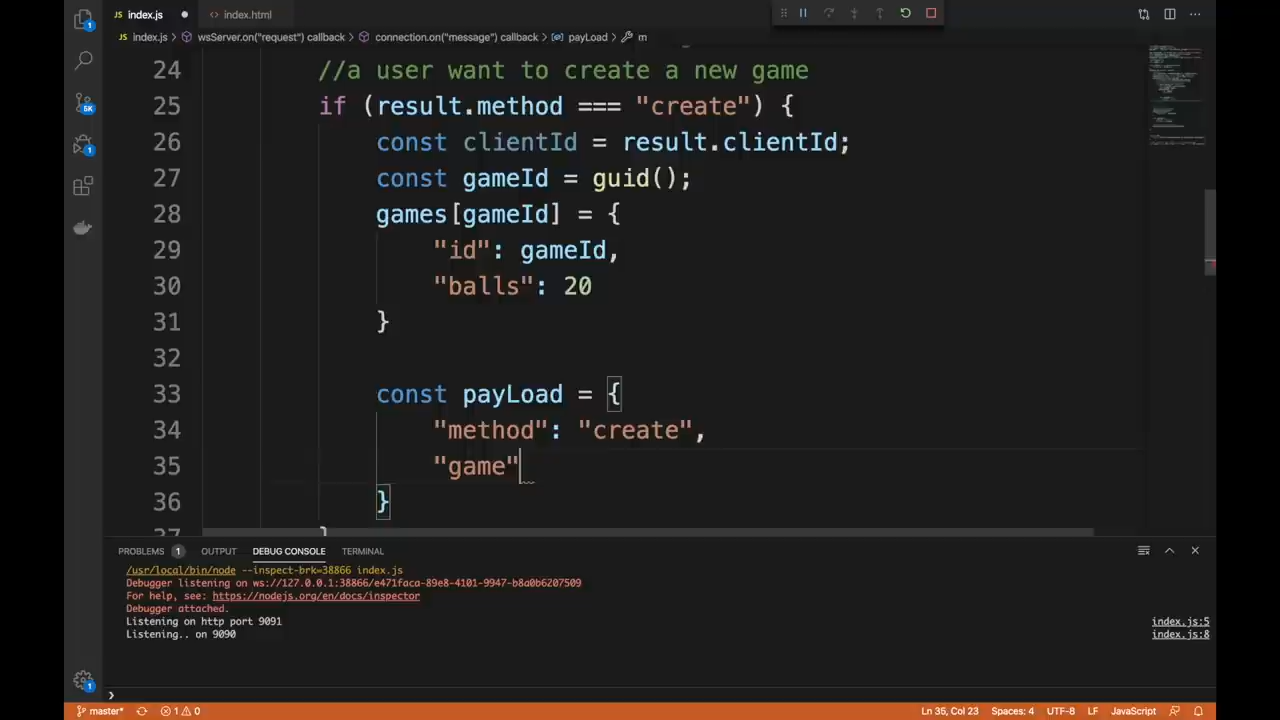 index.js
<> index.html
index.js > wsServer.on("request") callback > connection.on("message") callback > payLoad > m
24 //a user want to create a new game
25 if (result.method === "create") {
26 const clientId = result.clientId;
27 const gameId = guid();
28 games[gameId] = {
29 "id": gameId,
30 "balls": 20
31 }
32
33 const payLoad = {
34 "method": "create",
35 "game"
36 }
37 }
PROBLEMS 1 OUTPUT DEBUG CONSOLE TERMINAL
/usr/local/bin/node --inspect-brk=38866 index.js
Debugger listening on ws://127.0.0.1:38866/e471faca-89e8-4101-9947-b8a0b6207509
For help, see: https://nodejs.org/en/docs/inspector
Debugger attached.
Listening on http port 9091 index.js:5
Listening.. on 9090 index.js:8
master* 1 0 Ln 35, Col 23 Spaces: 4 UTF-8 LF JavaScript
1
5K
1
1